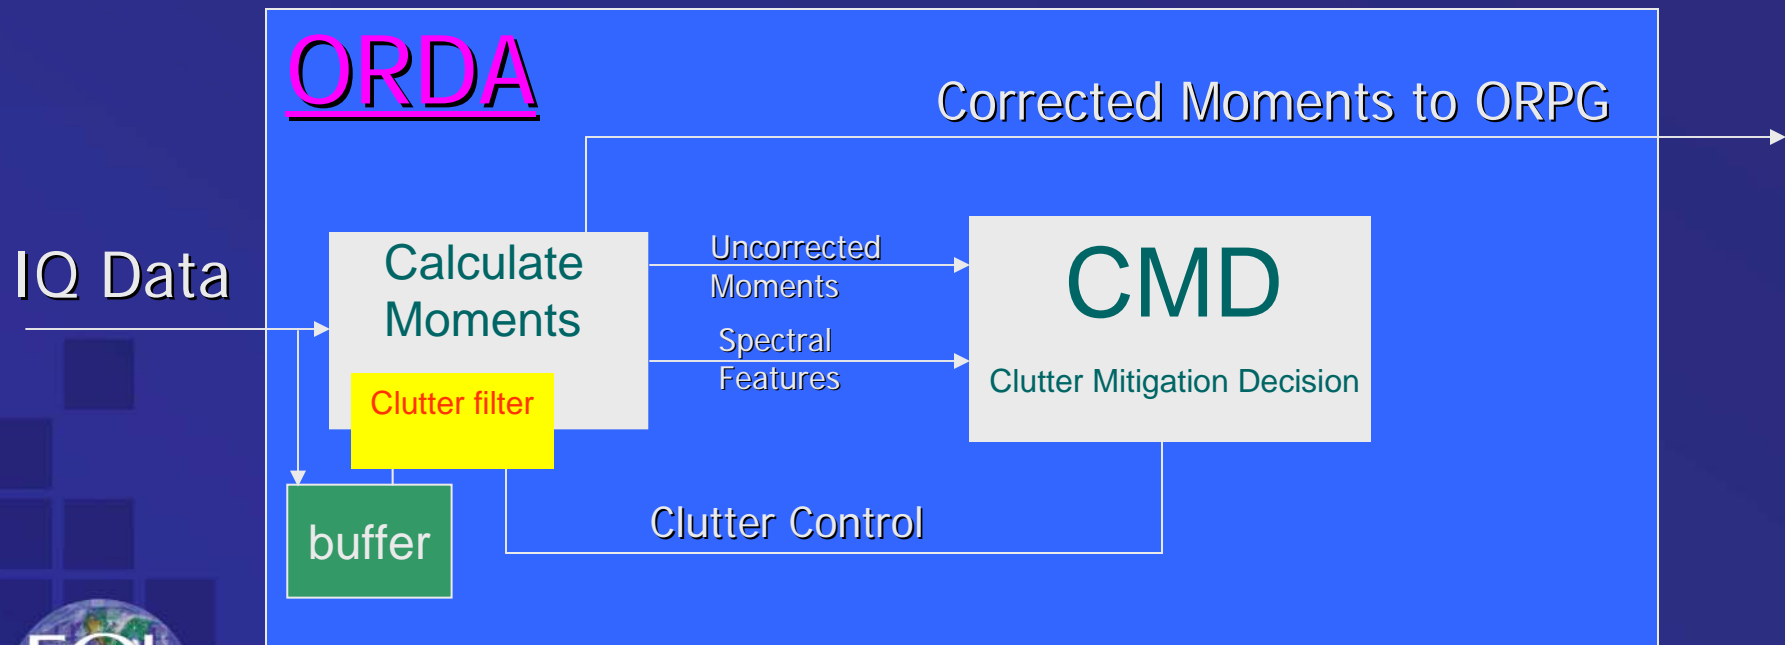 ORDA
Corrected Moments to ORPG
IQ Data
Calculate
Moments
Uncorrected
Moments
Spectral
Features
CMD
Clutter Mitigation Decision
Clutter filter
buffer
Clutter Control